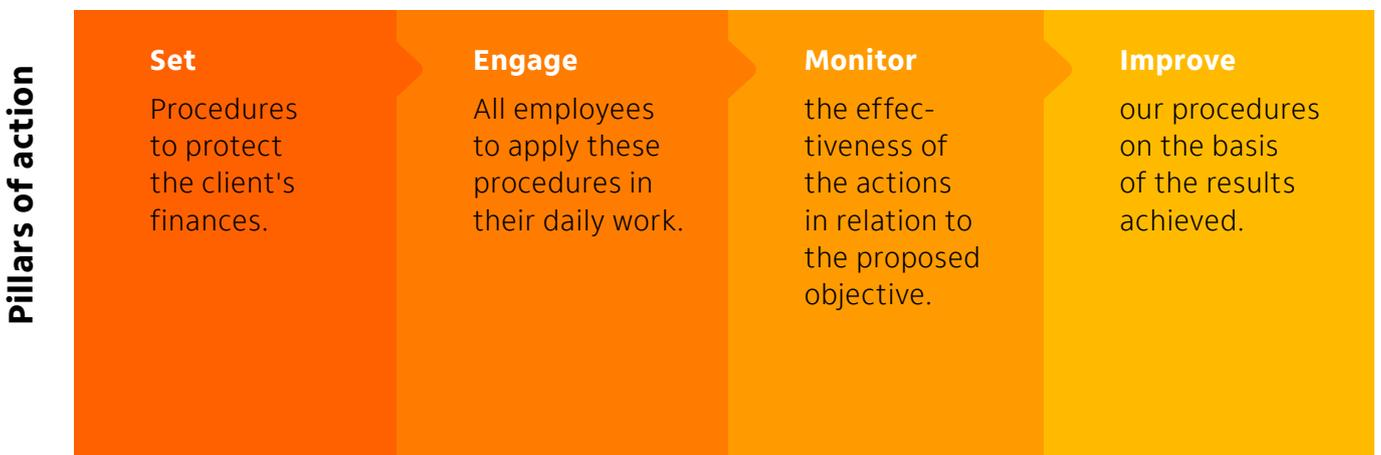 Pillars of action
Set
Procedures
to protect
the client's
finances.
Engage
All employees
to apply these
procedures in
their daily work.
Monitor
the effec-
tiveness of
the actions
in relation to
the proposed
objective.
Improve
our procedures
on the basis
of the results
achieved.